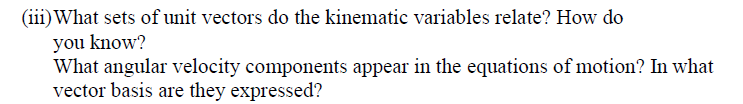 (iii)What sets of unit vectors do the kinematic variables relate? How do
you know?
What angular velocity components appear in the equations of motion? In what
vector basis are they expressed?